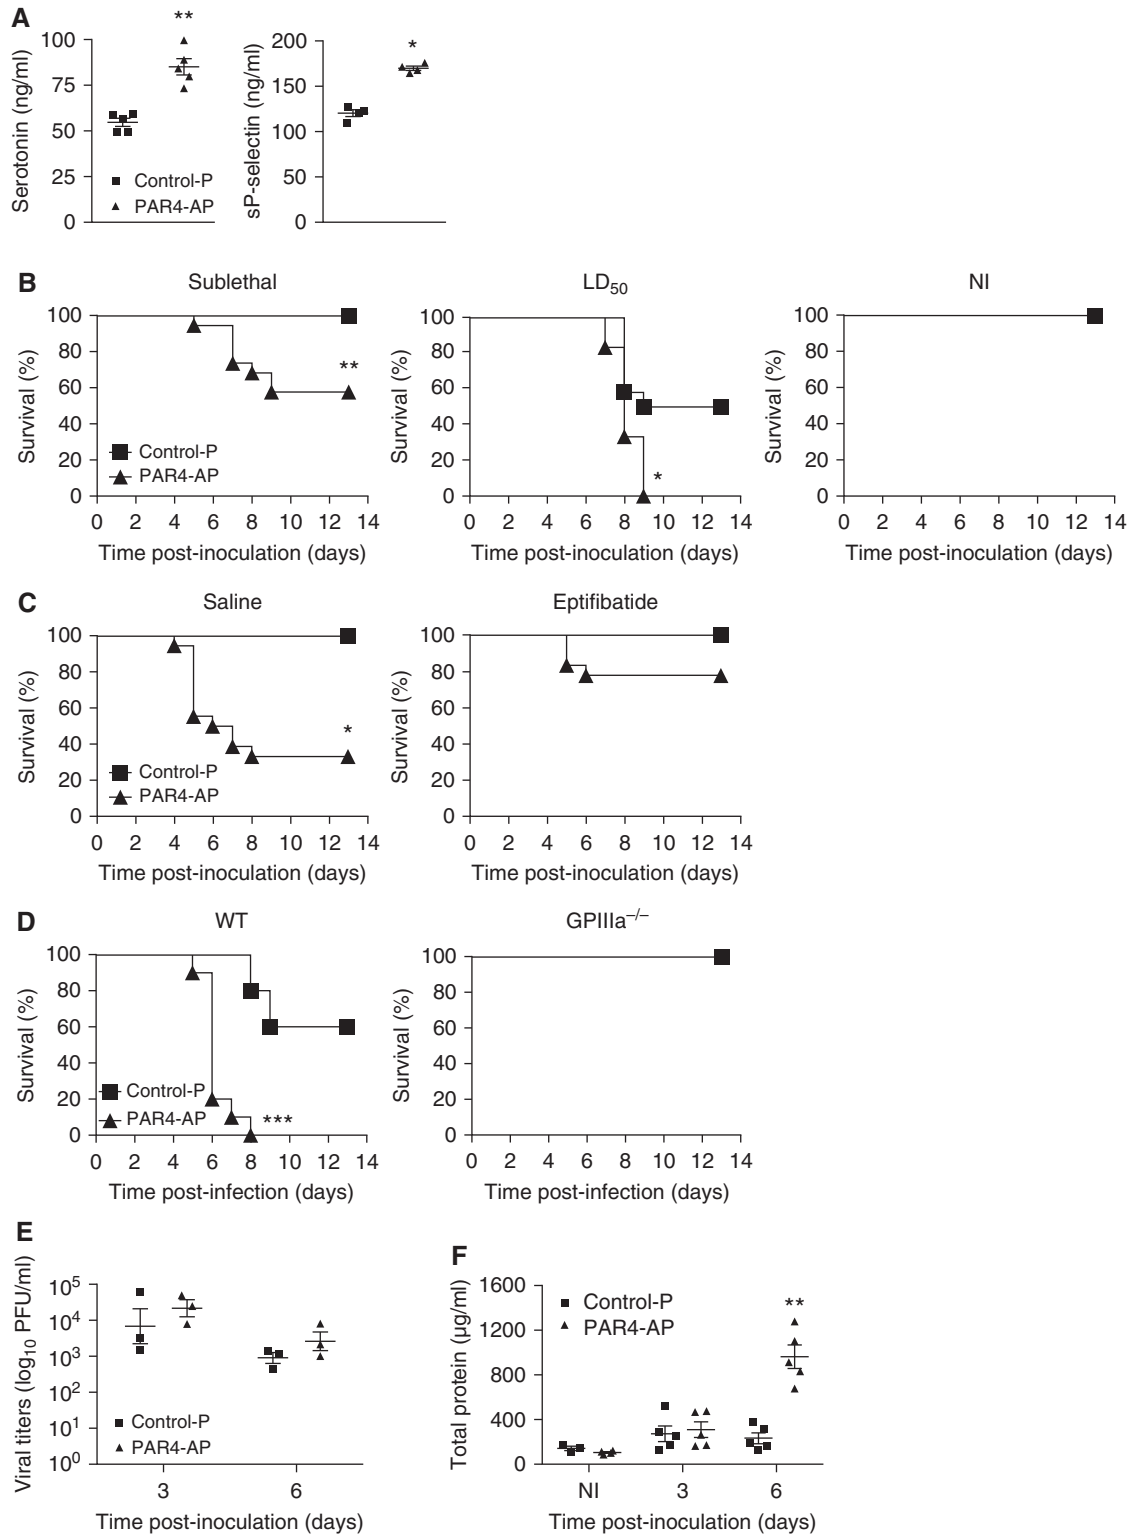 A
Serotonin (ng/ml)
100
75
50
25
0
**
Control-P
PAR4-AP
sP-selectin (ng/ml)
200
150
100
50
0
*
B
Sublethal
Survival (%)
100
80
60
40
20
0
**
Control-P
PAR4-AP
0 2 4 6 8 10 12 14
Time post-inoculation (days)
LD50
Survival (%)
100
80
60
40
20
0
*
0 2 4 6 8 10 12 14
Time post-inoculation (days)
NI
Survival (%)
100
80
60
40
20
0
0 2 4 6 8 10 12 14
Time post-inoculation (days)
C
Saline
Survival (%)
100
80
60
40
20
0
*
Control-P
PAR4-AP
0 2 4 6 8 10 12 14
Time post-inoculation (days)
Eptifibatide
Survival (%)
100
80
60
40
20
0
0 2 4 6 8 10 12 14
Time post-inoculation (days)
D
WT
Survival (%)
100
80
60
40
20
0
Control-P
PAR4-AP
***
0 2 4 6 8 10 12 14
Time post-infection (days)
GPIIIa–/–
Survival (%)
100
80
60
40
20
0
0 2 4 6 8 10 12 14
Time post-infection (days)
E
Viral titers (log10 PFU/ml)
10^5
10^4
10^3
10^2
10^1
10^0
Control-P
PAR4-AP
3 6
Time post-inoculation (days)
F
Total protein (µg/ml)
1600
1200
800
400
0
Control-P
PAR4-AP
**
NI 3 6
Time post-inoculation (days)